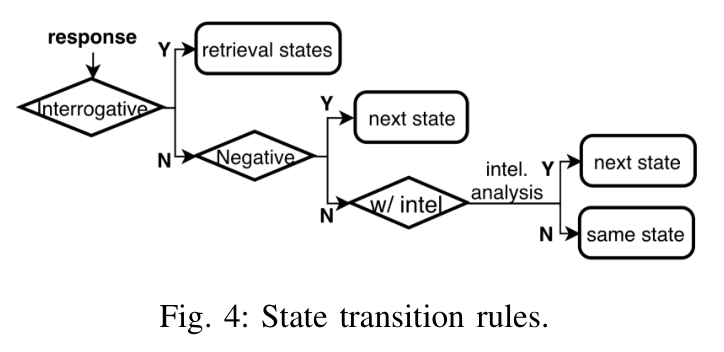 response
Y
retrieval states
Interrogative
N
Negative
Y
next state
N
w/ intel
intel.
analysis
Y
next state
N
same state
Fig. 4: State transition rules.